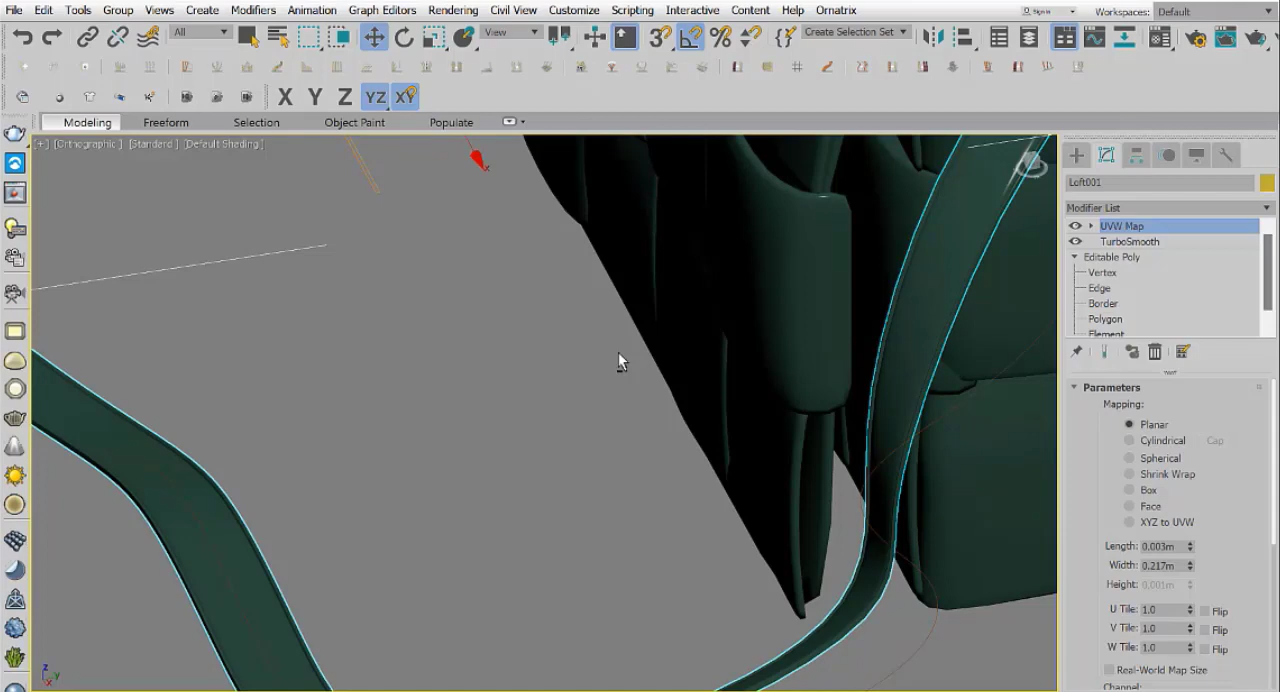 File Edit Tools Group Views Create Modifiers Animation Graph Editors Rendering Civil View Customize Scripting Interactive Content Help Ornatrix Workspaces: Default
All View Create Selection Set
X Y Z YZ XY
Modeling Freeform Selection Object Paint Populate
[+] [Orthographic] [Standard] [Default Shading]
x
Loft001
Modifier List
UVW Map
TurboSmooth
Editable Poly
Vertex
Edge
Border
Polygon
Element
Parameters
Mapping:
Planar
Cylindrical Cap
Spherical
Shrink Wrap
Box
Face
XYZ to UVW
Length: 0.003m
Width: 0.217m
Height: 0.001m
U Tile: 1.0 Flip
V Tile: 1.0 Flip
W Tile: 1.0 Flip
Real-World Map Size
Channel:
z
y
x